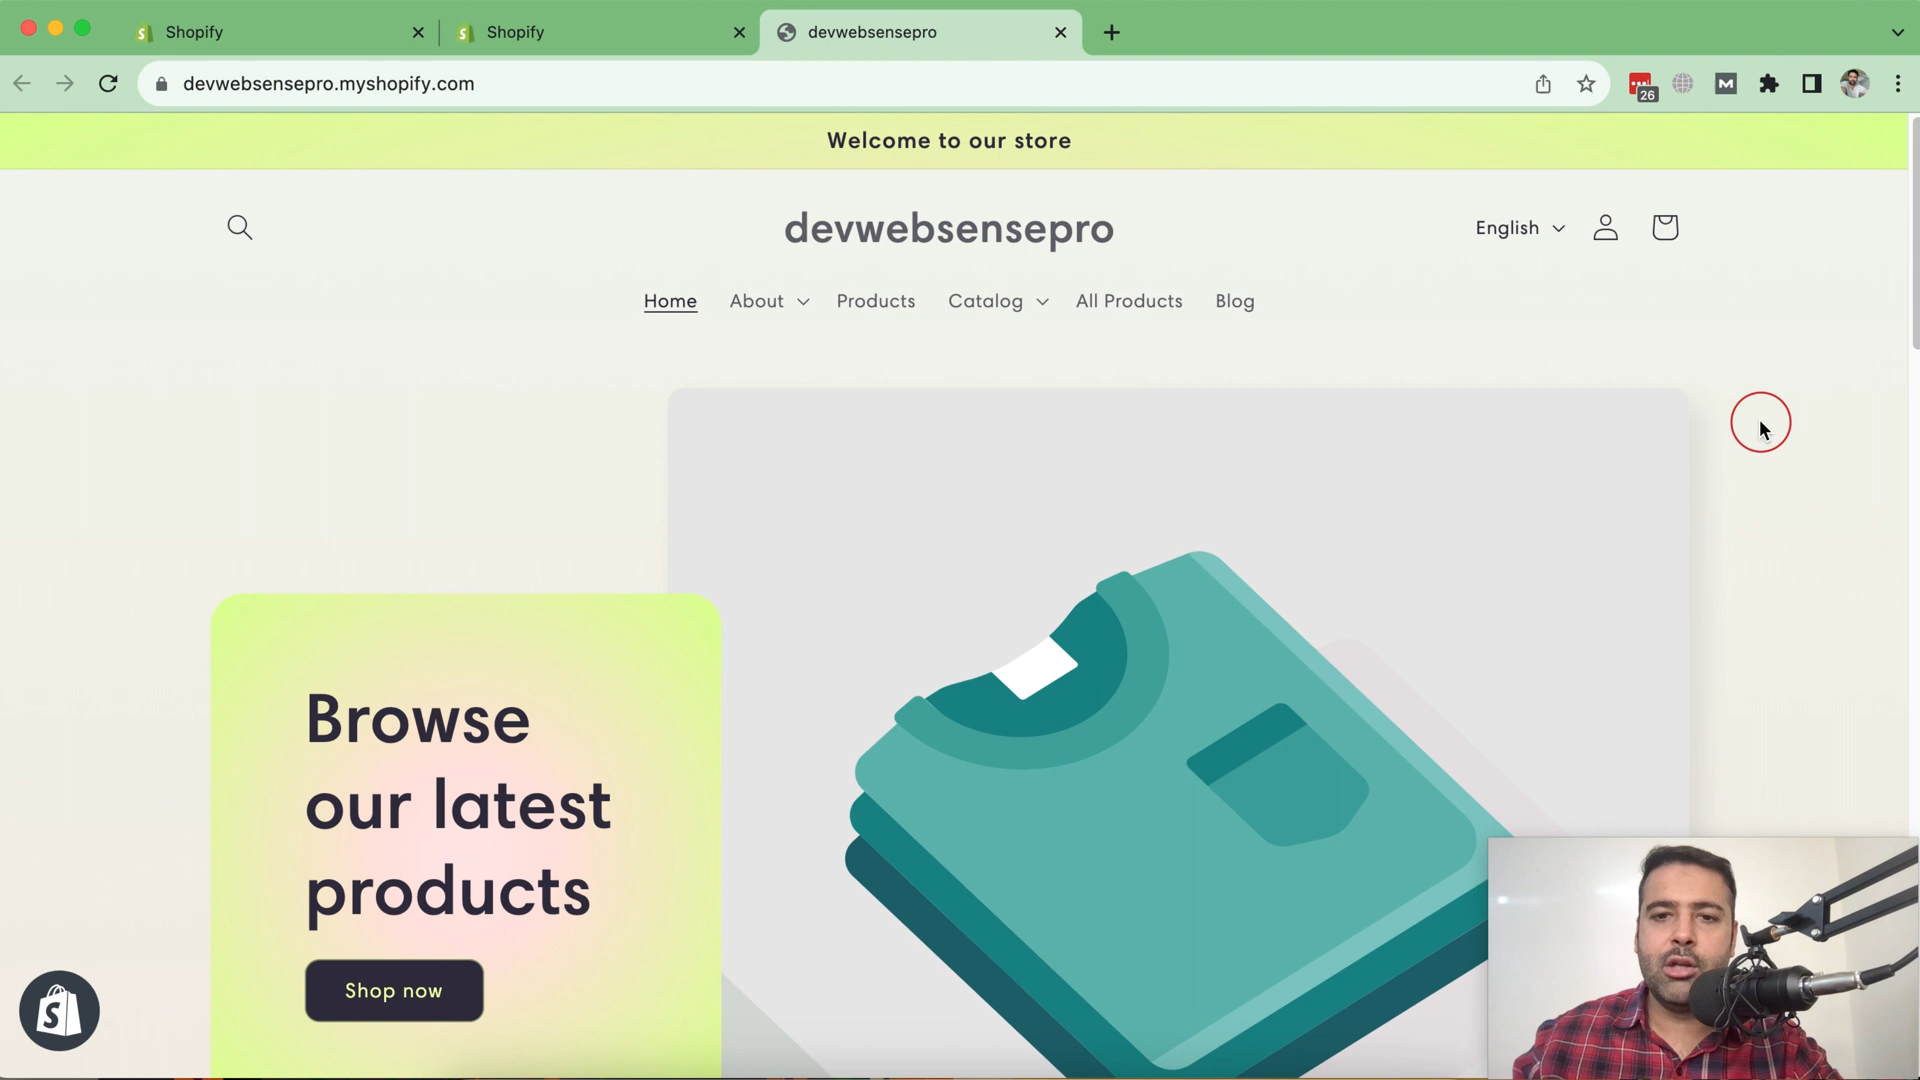 Shopify
Shopify
devwebsensepro
devwebsensepro.myshopify.com
26
M
Welcome to our store
devwebsensepro
English
Home
About
Products
Catalog
All Products
Blog
Browse
our latest
products
Shop now